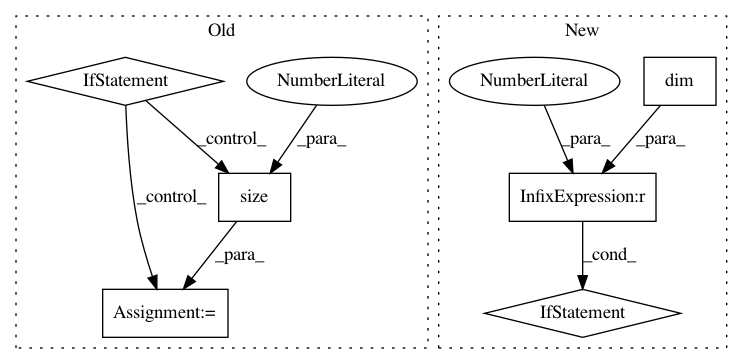 Old
New
IfStatement
NumberLiteral
NumberLiteral
dim
_control_
_para_
_para_
_para_
_control_
size
InfixExpression:r
_para_
_cond_
Assignment:=
IfStatement